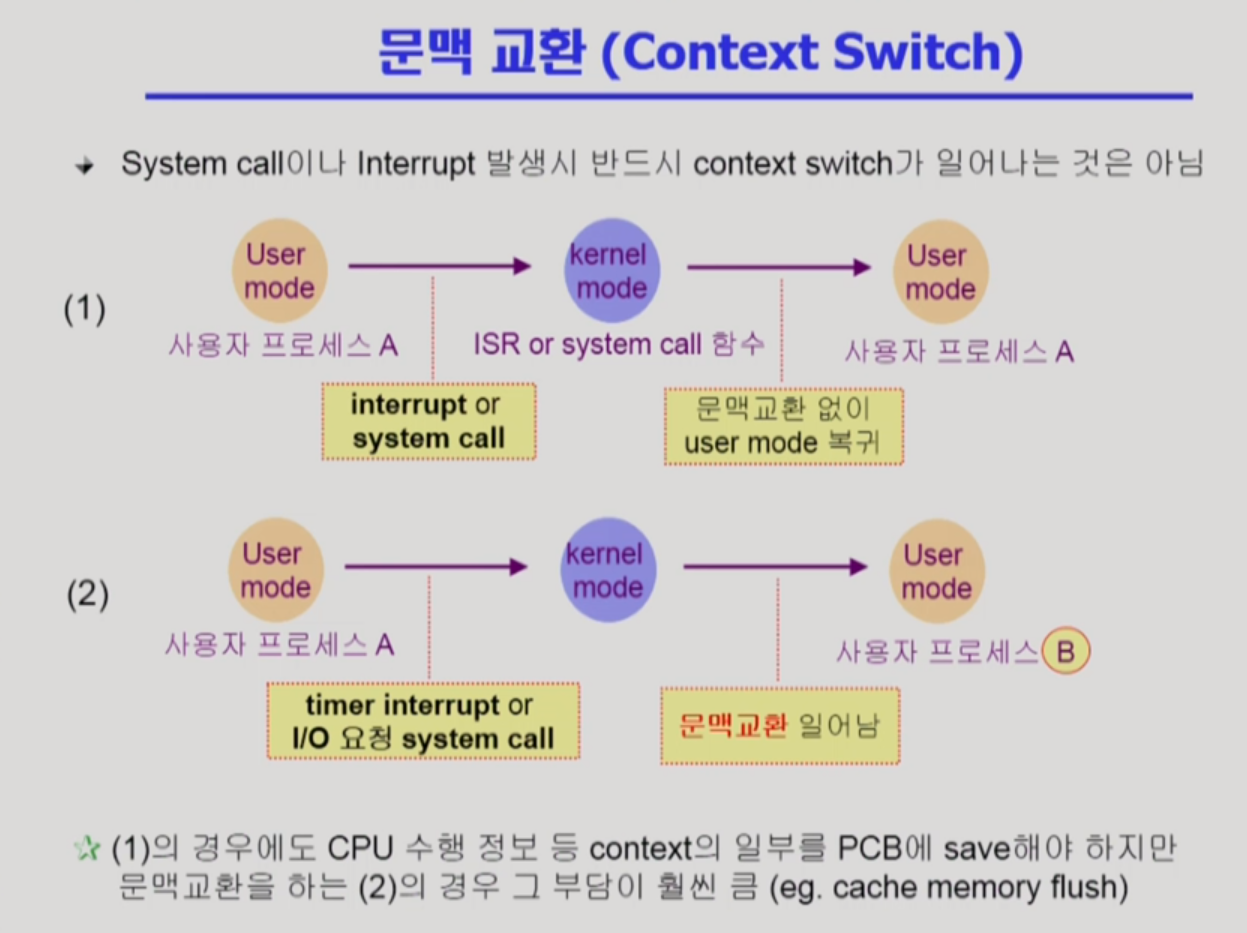 문맥 교환 (Context Switch)
System call이나 Interrupt 발생시 반드시 context switch가 일어나는 것은 아님
(1)
User mode
kernel mode
User mode
사용자 프로세스 A
ISR or system call 함수
사용자 프로세스 A
interrupt or
system call
문맥교환 없이
user mode 복귀
(2)
User mode
kernel mode
User mode
사용자 프로세스 A
사용자 프로세스 B
timer interrupt or
I/O 요청 system call
문맥교환 일어남
(1)의 경우에도 CPU 수행 정보 등 context의 일부를 PCB에 save해야 하지만
문맥교환을 하는 (2)의 경우 그 부담이 훨씬 큼 (eg. cache memory flush)